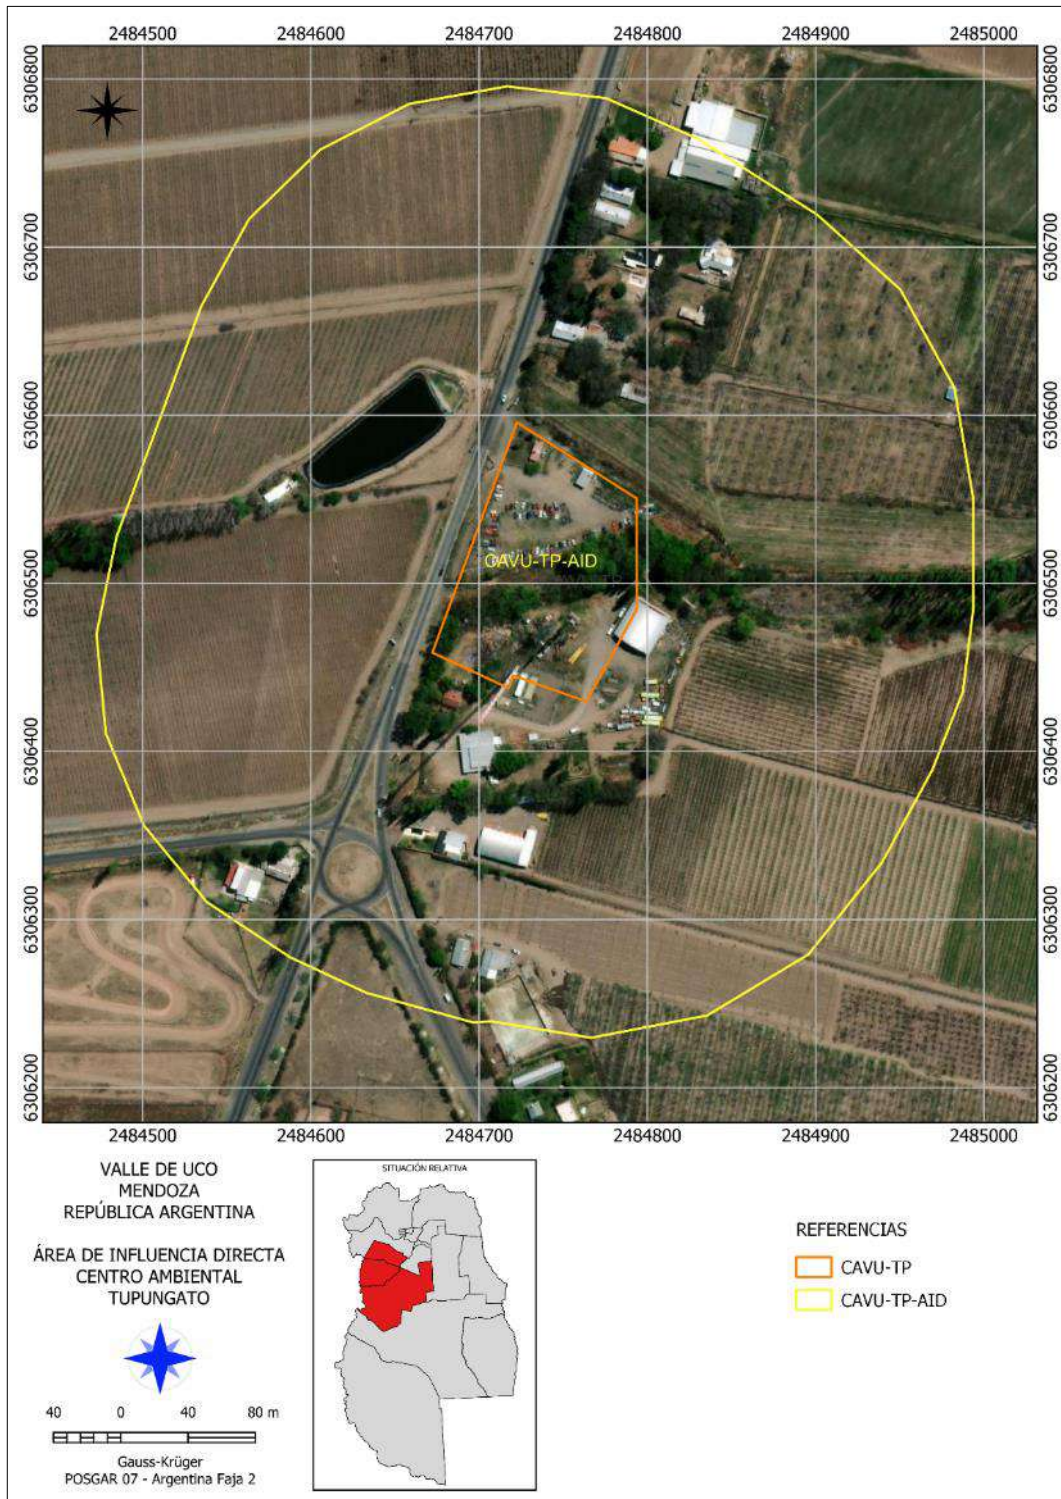 2484500 2484600 2484700 2484800 2484900 2485000
6306800 6306800
6306700 6306700
6306600 6306600
CAVU-TP-AID
6306500 6306500
6306400 6306400
6306300 6306300
6306200 6306200
2484500 2484600 2484700 2484800 2484900 2485000
VALLE DE UCO
MENDOZA
REPÚBLICA ARGENTINA
ÁREA DE INFLUENCIA DIRECTA
CENTRO AMBIENTAL
TUPUNGATO
40 0 40 80 m
Gauss-Krüger
POSGAR 07 - Argentina Faja 2
SITUACIÓN RELATIVA
REFERENCIAS
CAVU-TP
CAVU-TP-AID